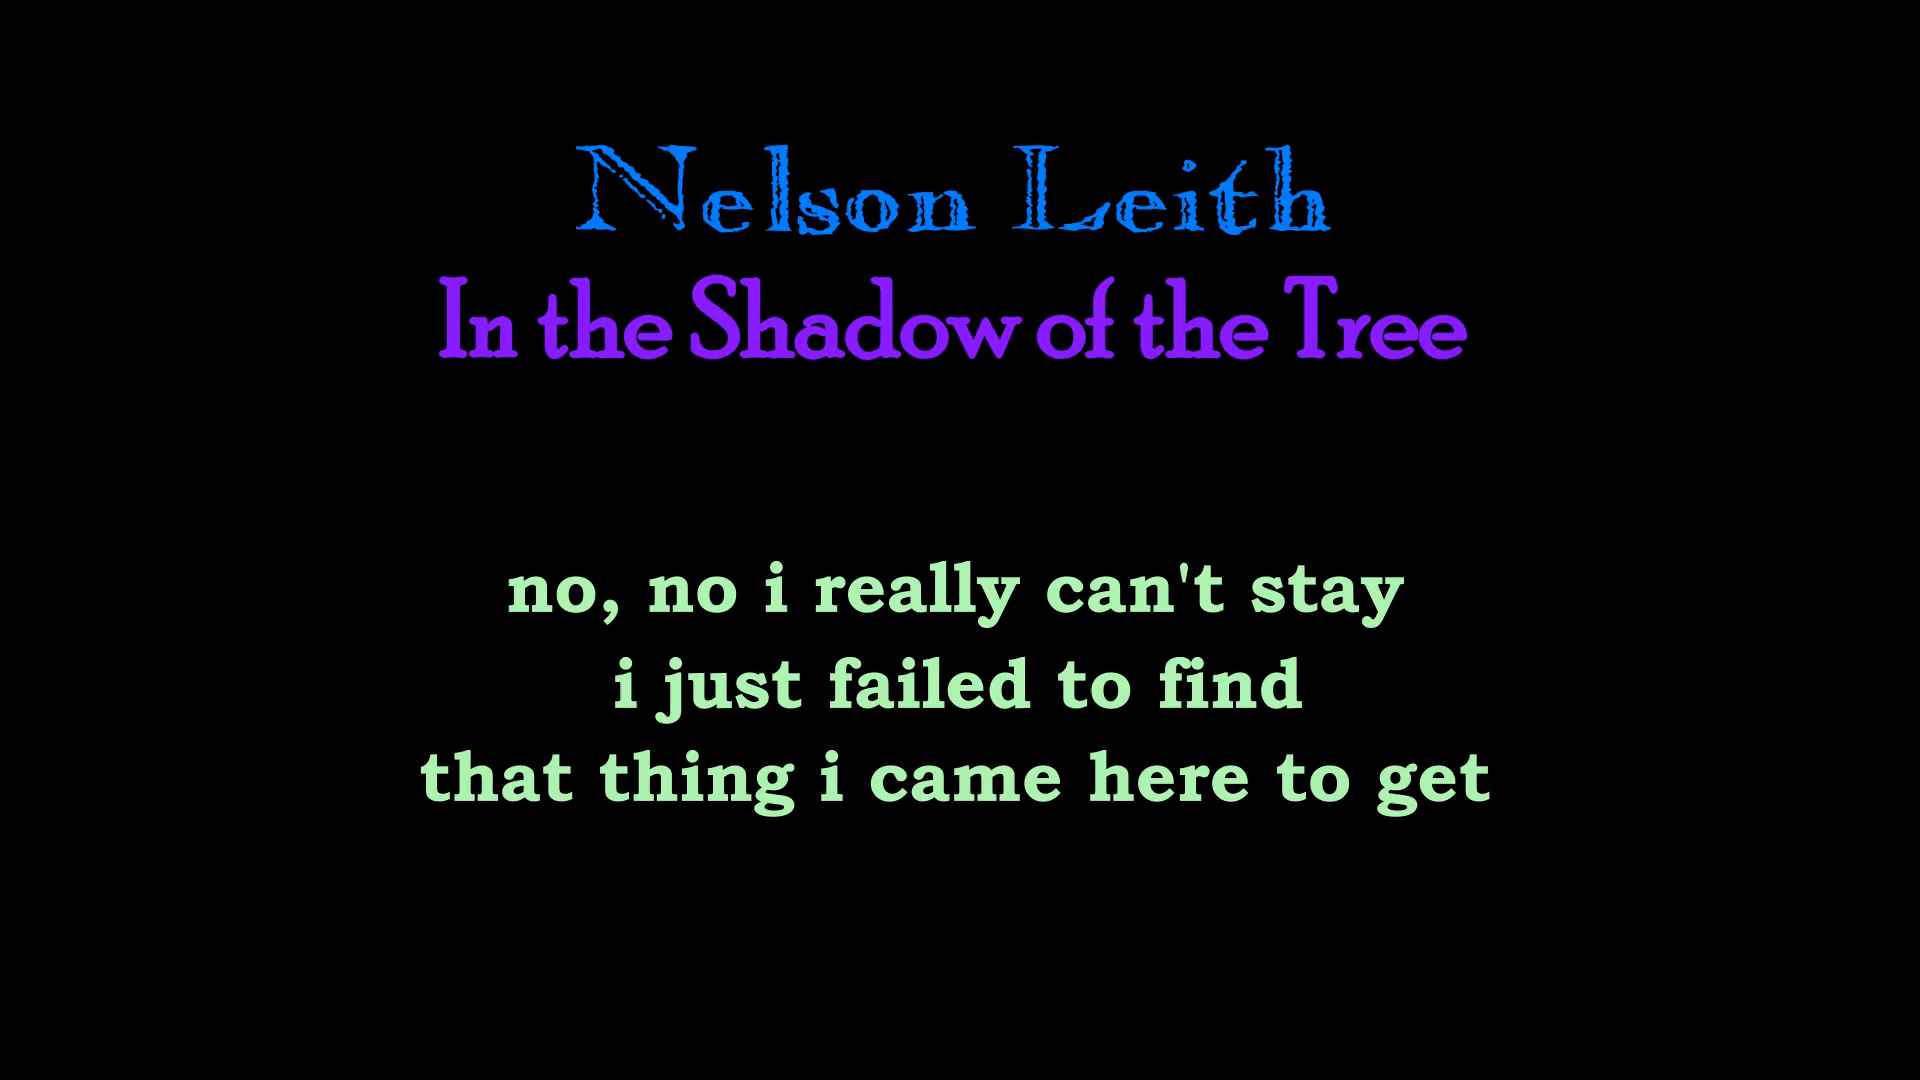 Nelson Leith
In the Shadow of the Tree
no, no i really can't stay
i just failed to find
that thing i came here to get